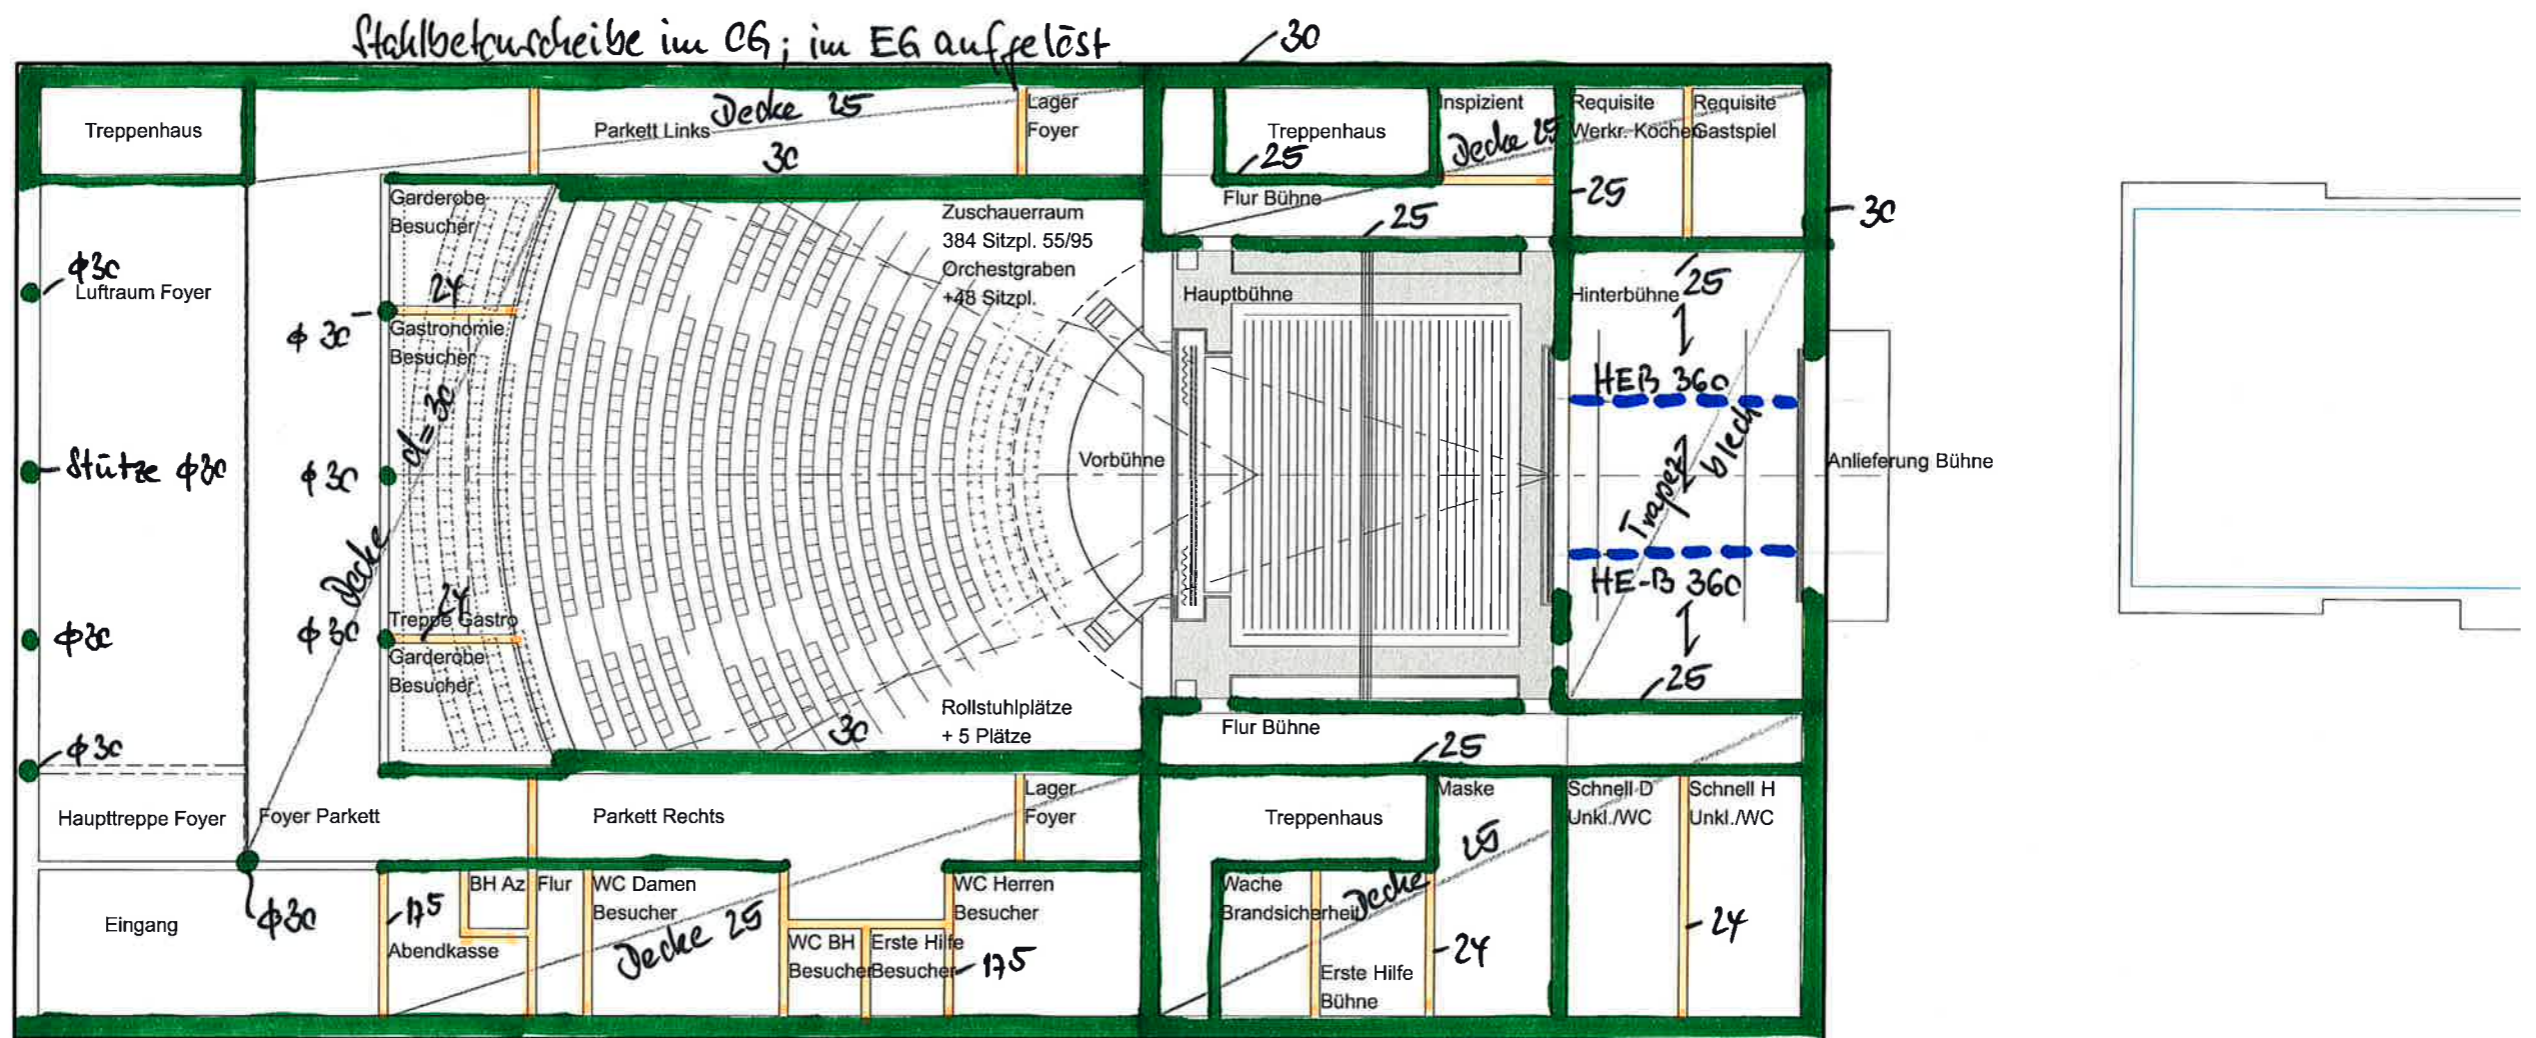 Stahlbetonscheibe im OG; im EG aufgelöst
30
Treppenhaus
Decke 25
Parkett Links
30
Lager
Foyer
Treppenhaus
25
Inspizient
Decke 25
Requisite
Werkr. Kochen
Requisite
Gastspiel
25
30
Flur Bühne
25
Garderobe
Besucher
Zuschauerraum
384 Sitzpl. 55/95
Orchestgraben
+48 Sitzpl.
ϕ30
Luftraum Foyer
24
ϕ 30
Gastronomie
Besucher
Hauptbühne
Hinterbühne
25
HEB 360
d=30
Decke
Stütze ϕ30
ϕ30
Vorbühne
Trapez
blech
Anlieferung Bühne
HE-B 360
25
ϕ30
ϕ30
24
Treppe Gastro
Garderobe
Besucher
Rollstuhlplätze
+ 5 Plätze
30
Flur Bühne
25
ϕ30
Haupttreppe Foyer
Foyer Parkett
Parkett Rechts
Lager
Foyer
Treppenhaus
Maske
25
Decke
Schnell D
Unkl./WC
Schnell H
Unkl./WC
Eingang
ϕ30
17,5
Abendkasse
BH Az
Flur
WC Damen
Besucher
Decke 25
WC BH
Besucher
Erste Hilfe
Besucher
WC Herren
Besucher
17,5
Wache
Brandsicherheit
Erste Hilfe
Bühne
24
24